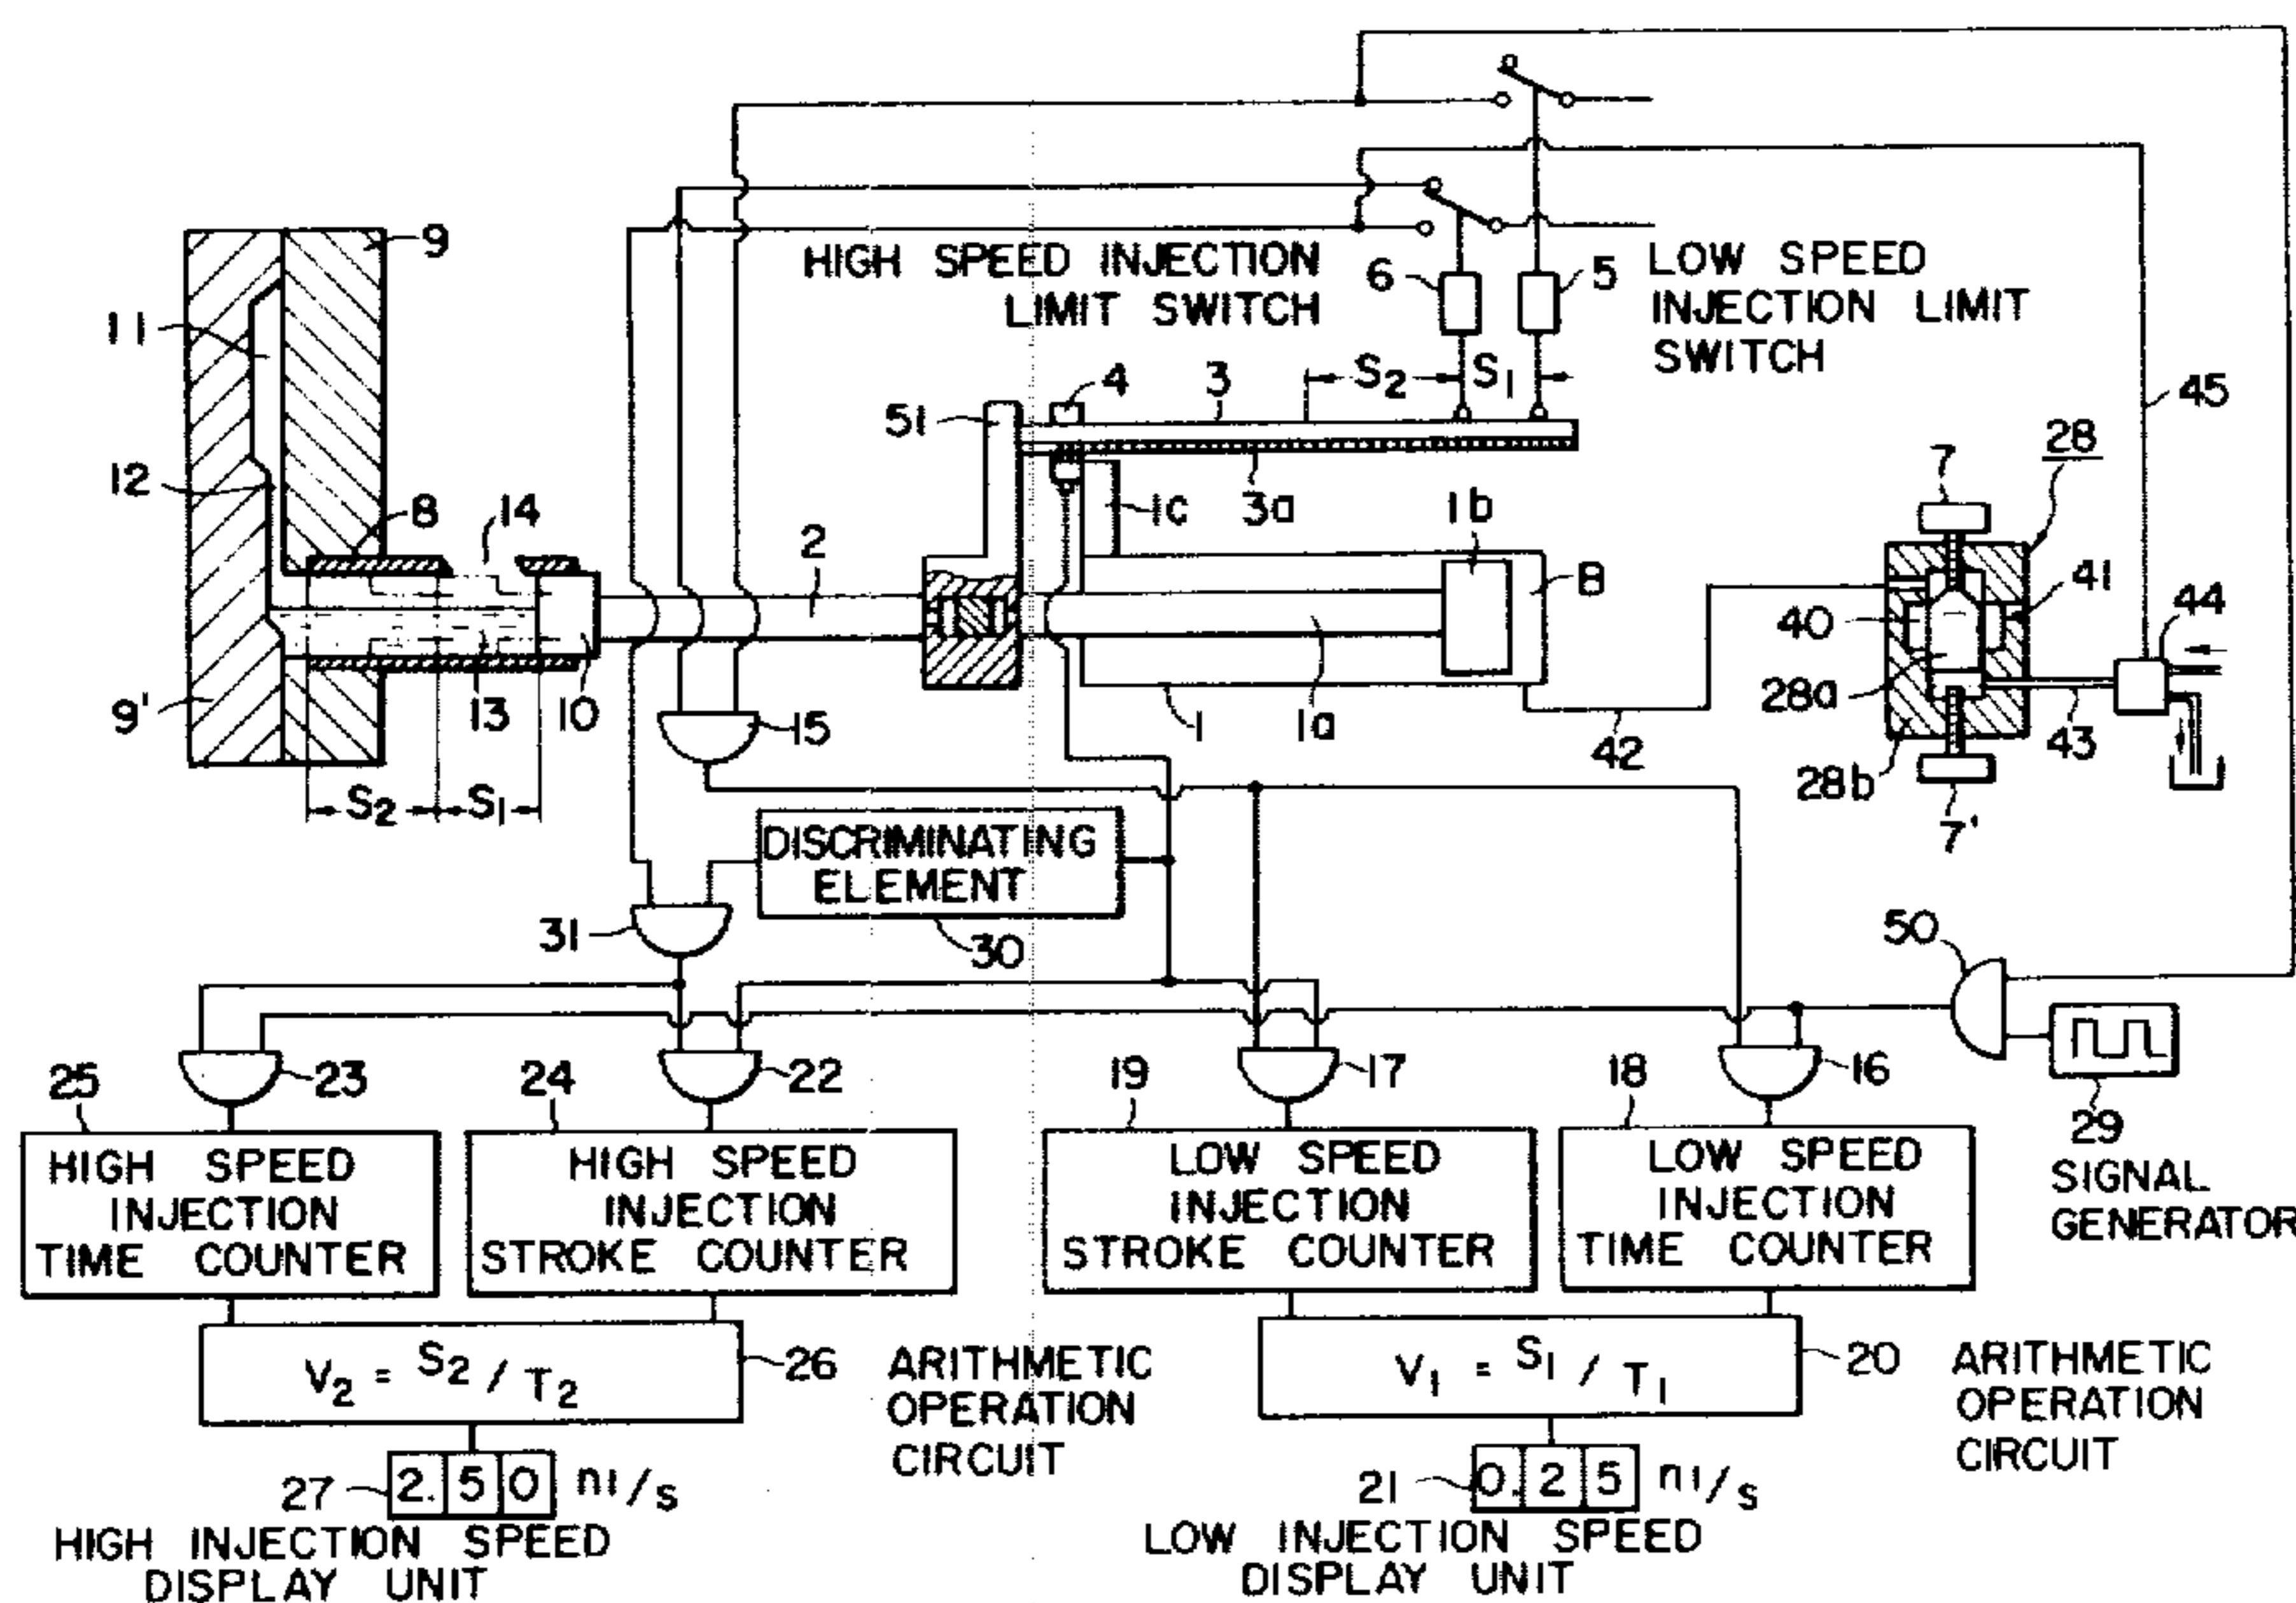 9
HIGH SPEED INJECTION
LIMIT SWITCH
6
5
LOW SPEED
INJECTION LIMIT
SWITCH
11
4
3
S2
S1
45
51
7
28
12
8
14
1c
3a
1b
2
B
40
41
44
28a
9'
13
10
15
1
1a
42
43
28b
7'
S2
S1
DISCRIMINATING
ELEMENT
31
30
50
25
23
24
22
19
17
18
16
29
SIGNAL
GENERATOR
HIGH SPEED
INJECTION
TIME COUNTER
HIGH SPEED
INJECTION
STROKE COUNTER
LOW SPEED
INJECTION
STROKE COUNTER
LOW SPEED
INJECTION
TIME COUNTER
V2 = S2 / T2
26
ARITHMETIC
OPERATION
CIRCUIT
V1 = S1 / T1
20
ARITHMETIC
OPERATION
CIRCUIT
27
2. 5 0 m/s
HIGH INJECTION SPEED
DISPLAY UNIT
21
0. 2 5 m/s
LOW INJECTION SPEED
DISPLAY UNIT